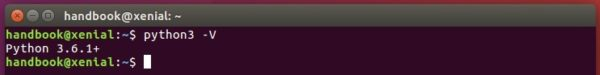 handbook@xenial: ~
handbook@xenial:~$ python3 -V
Python 3.6.1+
handbook@xenial:~$